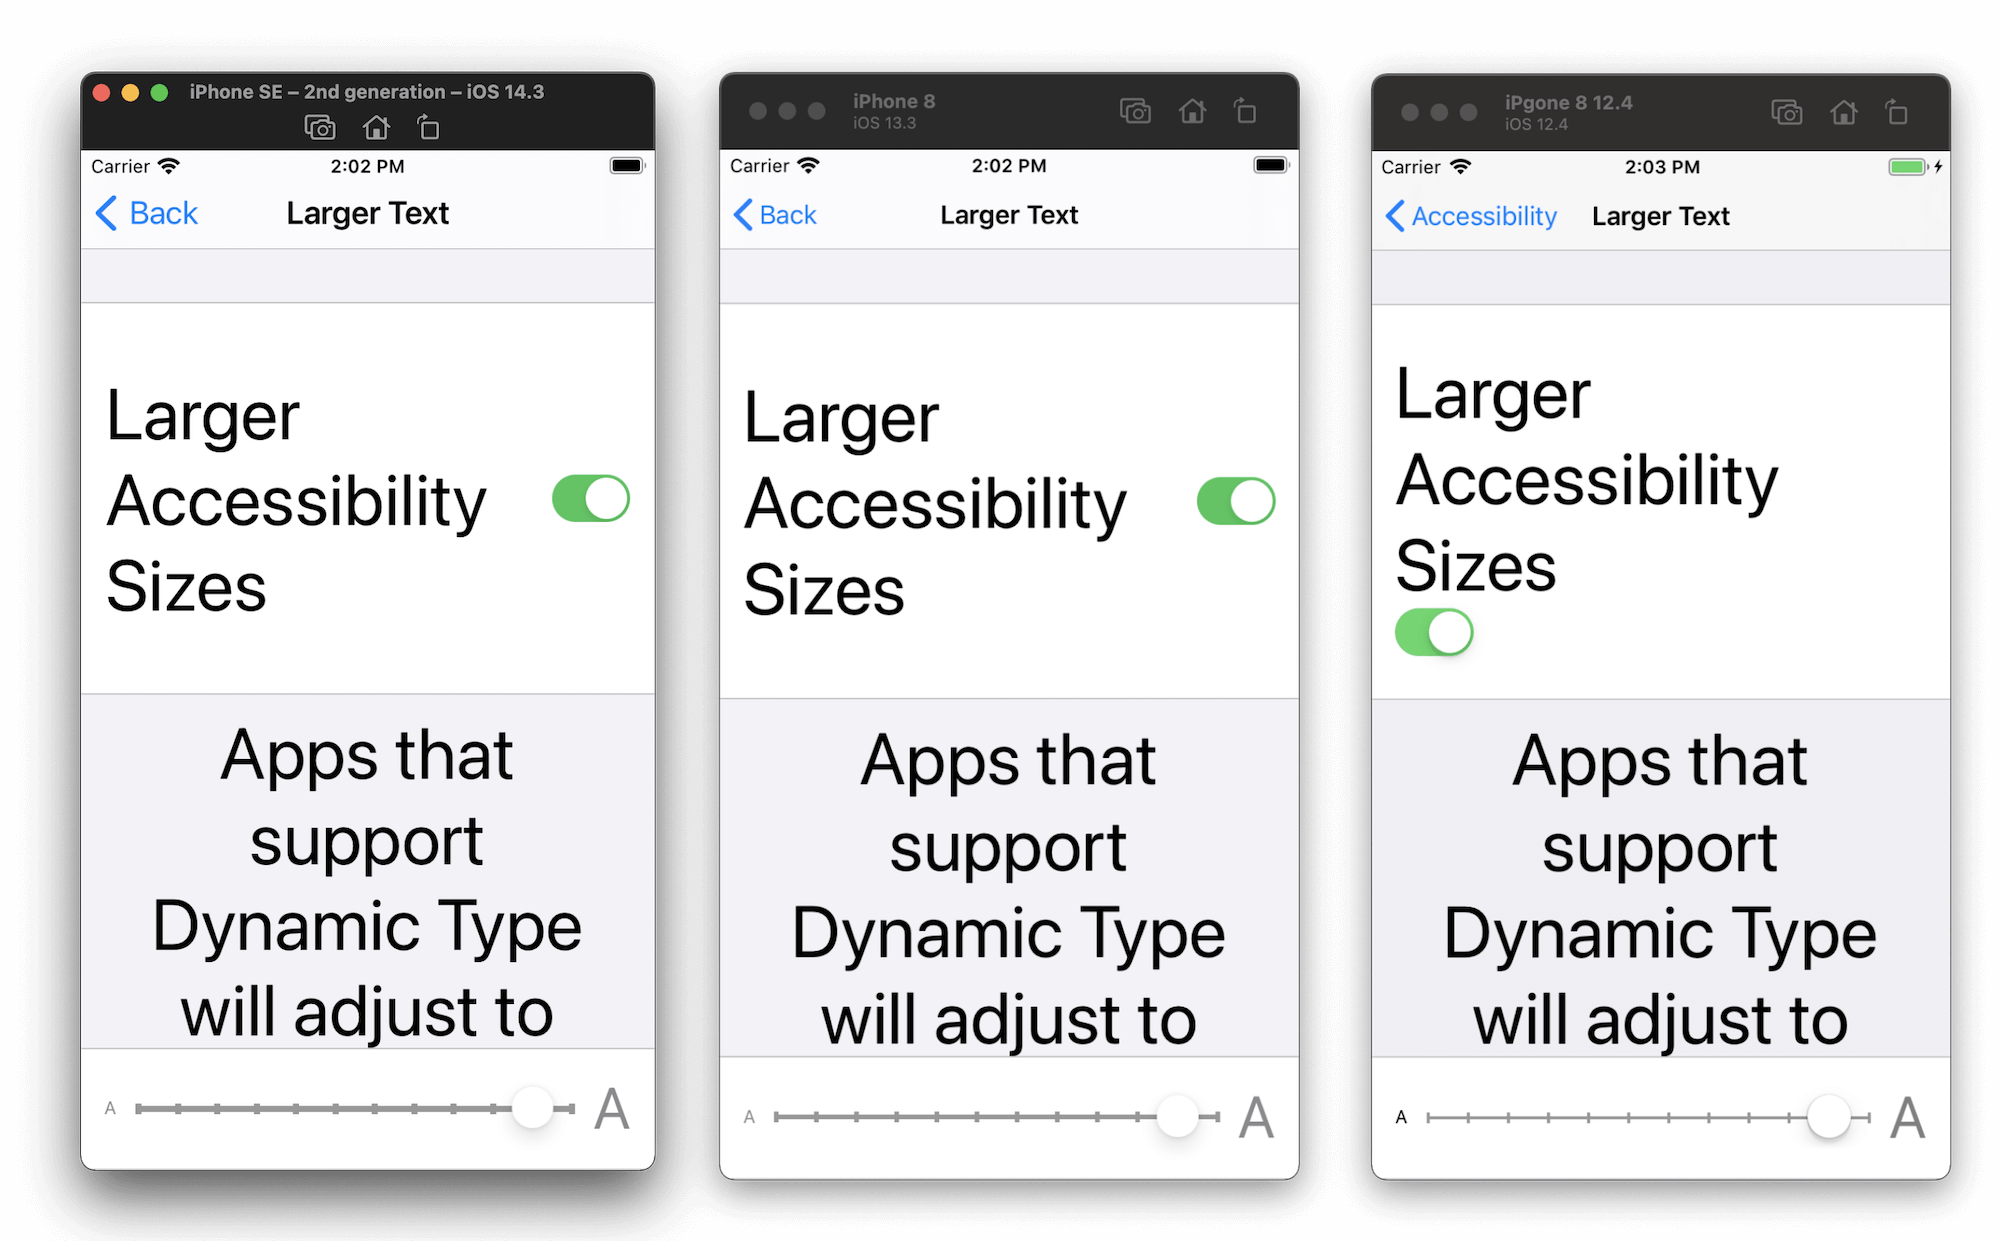 iPhone SE – 2nd generation – iOS 14.3
Carrier
2:02 PM
Back
Larger Text
Larger
Accessibility
Sizes
Apps that
support
Dynamic Type
will adjust to
A
A
iPhone 8
iOS 13.3
Carrier
2:02 PM
Back
Larger Text
Larger
Accessibility
Sizes
Apps that
support
Dynamic Type
will adjust to
A
A
iPgone 8 12.4
iOS 12.4
Carrier
2:03 PM
Accessibility
Larger Text
Larger
Accessibility
Sizes
Apps that
support
Dynamic Type
will adjust to
A
A